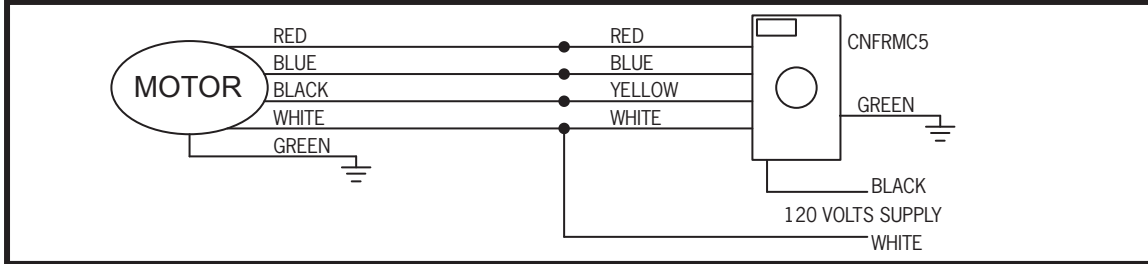 RED RED
CNFRMC5
BLUE BLUE
MOTOR
BLACK YELLOW
GREEN
WHITE WHITE
GREEN
BLACK
120 VOLTS SUPPLY
WHITE